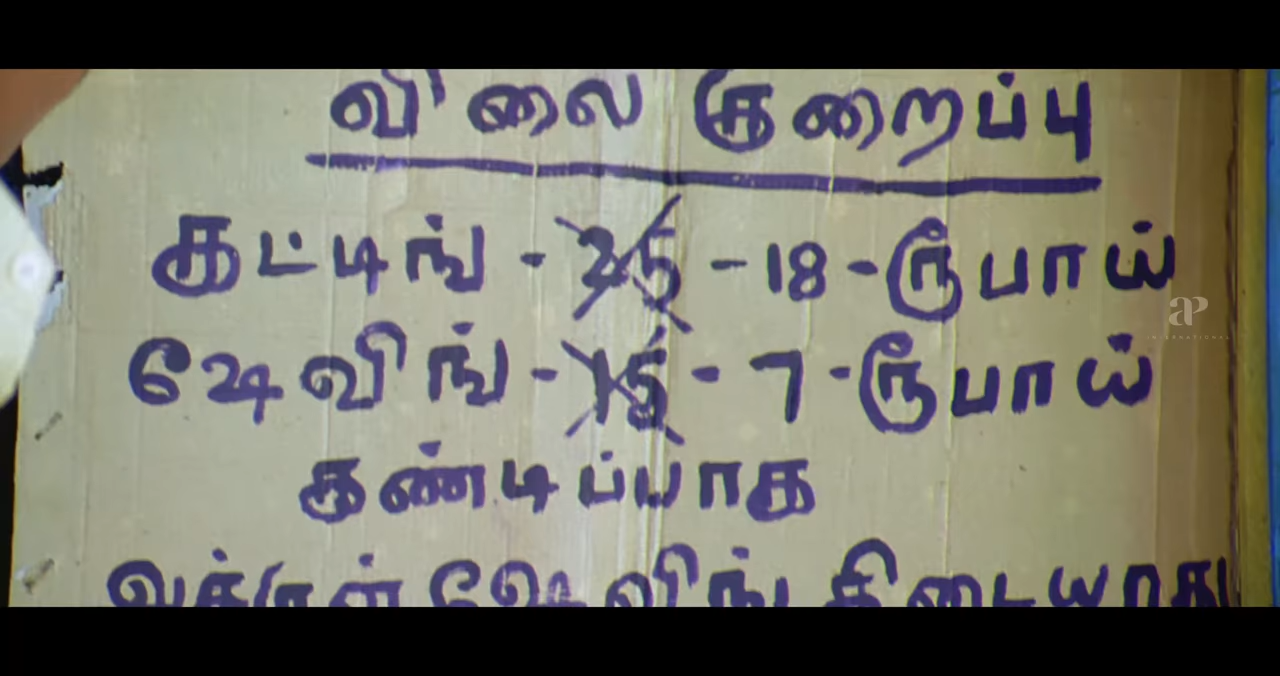 விலை குறைப்பு
கட்டிங் - 25 - 18 - ரூபாய்
ஷேவிங் - 15 - 7 - ரூபாய்
கண்டிப்பாக
ஷேவிங் கிடையாது